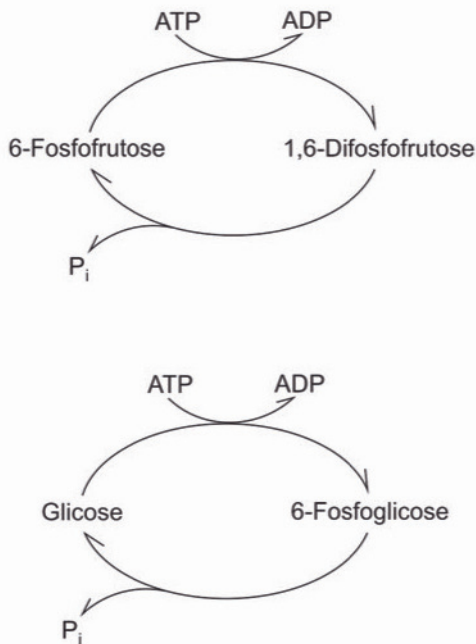 ATP ADP
6-Fosfofrutose 1,6-Difosfofrutose
Pi
ATP ADP
Glicose 6-Fosfoglicose
Pi